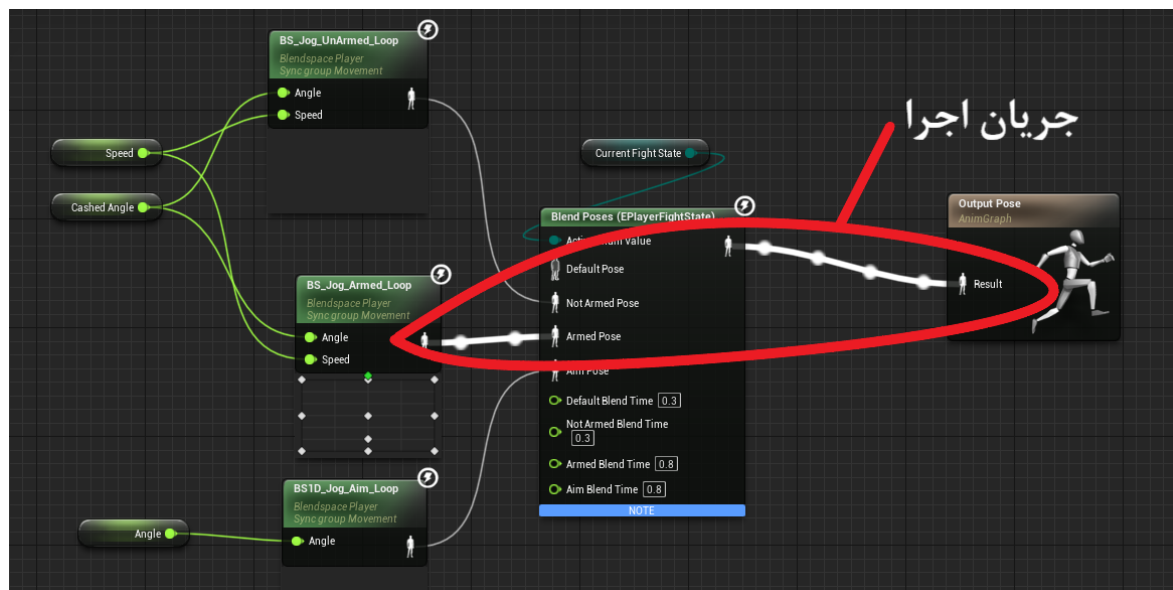 BS_Jog_UnArmed_Loop
Blendspace Player
Sync group Movement
Angle
Speed
Speed
Cashed Angle
BS_Jog_Armed_Loop
Blendspace Player
Sync group Movement
Angle
Speed
BS1D_Jog_Aim_Loop
Blendspace Player
Sync group Movement
Angle
Angle
Current Fight State
Blend Poses (EPlayerFightState)
Value
Default Pose
Not Armed Pose
Armed Pose
Aim Pose
Default Blend Time 0.3
Not Armed Blend Time
0.3
Armed Blend Time 0.8
Aim Blend Time 0.8
NOTE
جریان اجرا
Output Pose
AnimGraph
Result